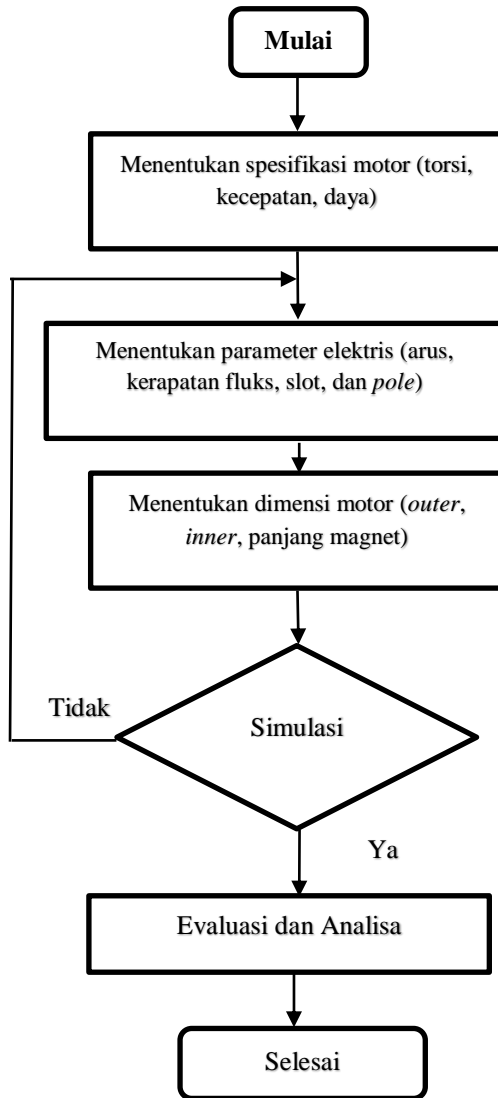 Mulai
Menentukan spesifikasi motor (torsi,
kecepatan, daya)
Menentukan parameter elektris (arus,
kerapatan fluks, slot, dan pole)
Menentukan dimensi motor (outer,
inner, panjang magnet)
Tidak
Simulasi
Ya
Evaluasi dan Analisa
Selesai